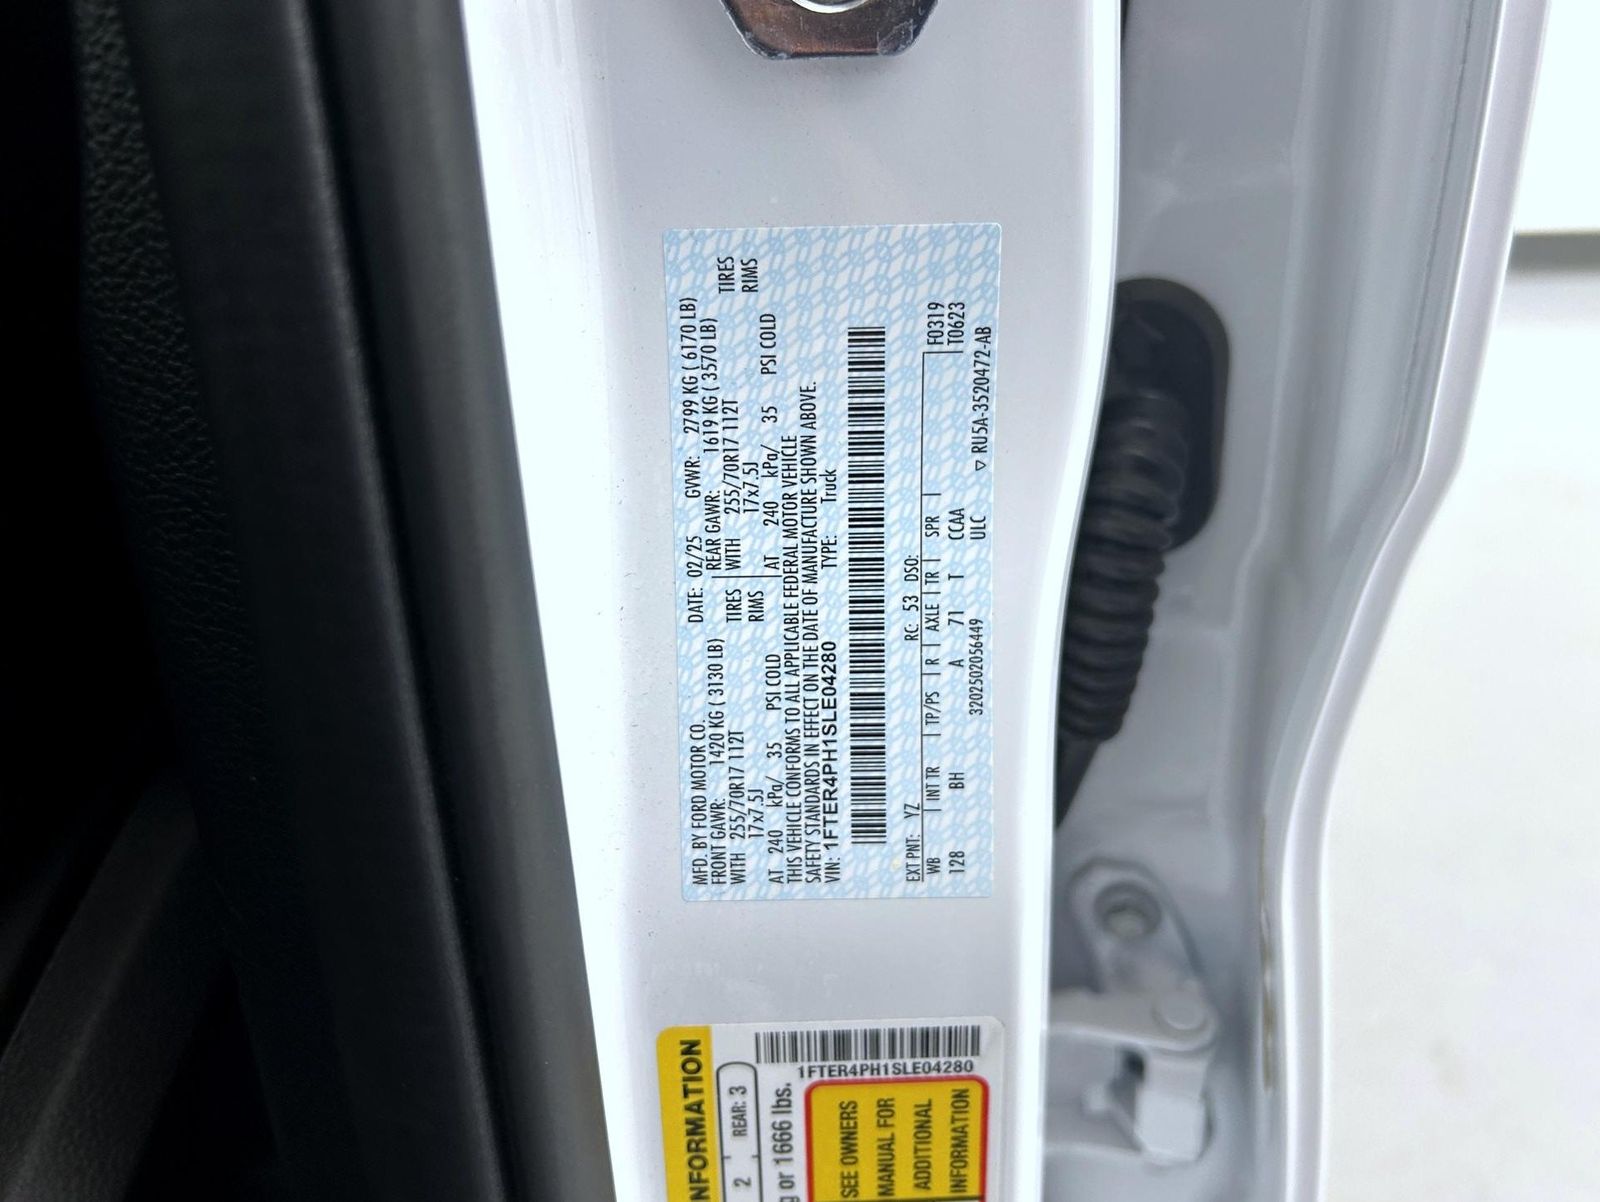 MFD. BY FORD MOTOR CO.
DATE: 02/25 GVWR: 2799 KG ( 6170 LB)
FRONT GAWR: 1420 KG ( 3130 LB) REAR GAWR: 1619 KG ( 3570 LB)
WITH 255/70R17 112T TIRES WITH 255/70R17 112T TIRES
17x7.5J RIMS 17x7.5J RIMS
AT 240 kPa/ 35 PSI COLD AT 240 kPa/ 35 PSI COLD
THIS VEHICLE CONFORMS TO ALL APPLICABLE FEDERAL MOTOR VEHICLE
SAFETY STANDARDS IN EFFECT ON THE DATE OF MANUFACTURE SHOWN ABOVE.
VIN: 1FTER4PH1SLE04280 TYPE: Truck
EXT PNT: YZ RC: 53 DSO: F0319
WB INT TR TP/PS R AXLE TR SPR T0623
128 BH A 71 T CCAA
3202502056449 ULC ▽ RU5A-3520472-AB
NFORMATION
2 REAR: 3
g or 1666 lbs.
1FTER4PH1SLE04280
SEE OWNERS
MANUAL FOR
ADDITIONAL
INFORMATION